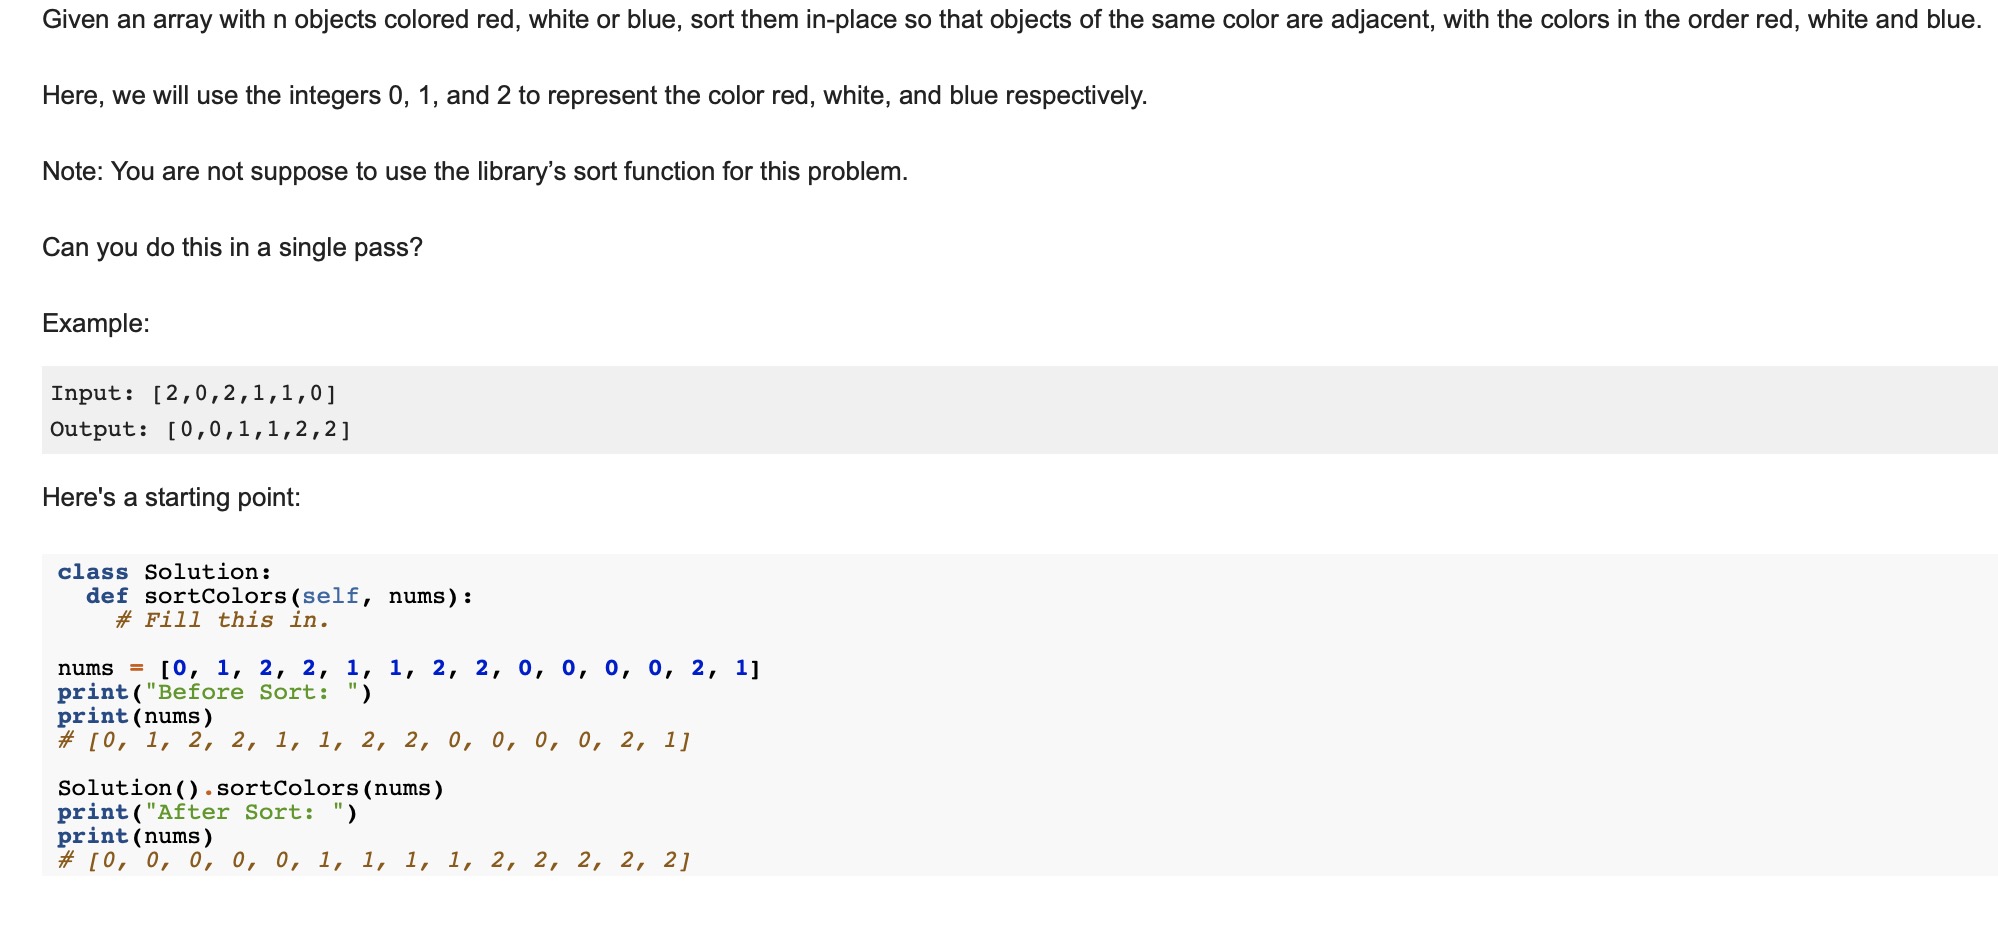 Given an array with n objects colored red, white or blue, sort them in-place so that objects of the same color are adjacent, with the colors in the order red, white and blue.
Here, we will use the integers 0, 1, and 2 to represent the color red, white, and blue respectively.
Note: You are not suppose to use the library’s sort function for this problem.
Can you do this in a single pass?
Example:
Input: [2,0,2,1,1,0]
Output: [0,0,1,1,2,2]
Here's a starting point:
class Solution:
  def sortColors(self, nums):
    # Fill this in.
nums = [0, 1, 2, 2, 1, 1, 2, 2, 0, 0, 0, 0, 2, 1]
print("Before Sort: ")
print(nums)
# [0, 1, 2, 2, 1, 1, 2, 2, 0, 0, 0, 0, 2, 1]
Solution().sortColors(nums)
print("After Sort: ")
print(nums)
# [0, 0, 0, 0, 0, 1, 1, 1, 1, 2, 2, 2, 2, 2]